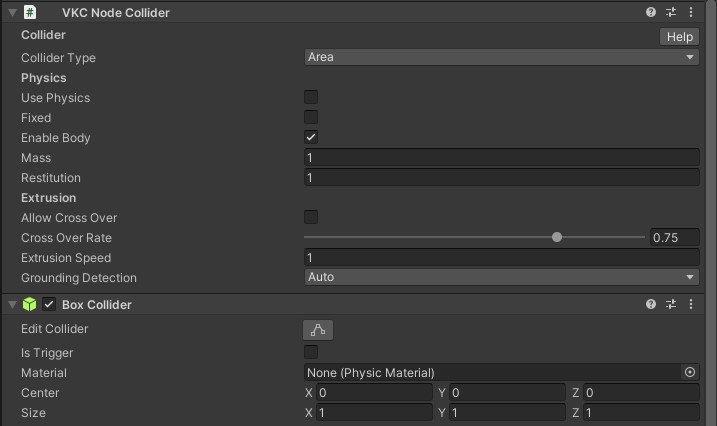 # VKC Node Collider
Collider
Help
Collider Type Area
Physics
Use Physics
Fixed
Enable Body
Mass 1
Restitution 1
Extrusion
Allow Cross Over
Cross Over Rate 0.75
Extrusion Speed 1
Grounding Detection Auto
Box Collider
Edit Collider
Is Trigger
Material None (Physic Material)
Center X 0 Y 0 Z 0
Size X 1 Y 1 Z 1